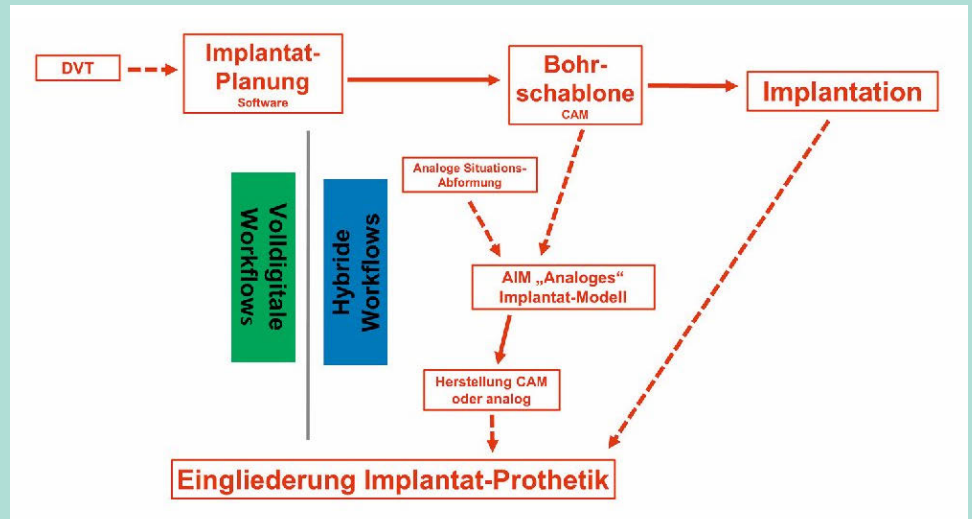 DVT
Implantat-
Planung
Software
Bohr-
schablone
CAM
Implantation
Analoge Situations-
Abformung
Volldigitale
Workflows
Hybride
Workflows
AIM „Analoges“
Implantat-Modell
Herstellung CAM
oder analog
Eingliederung Implantat-Prothetik